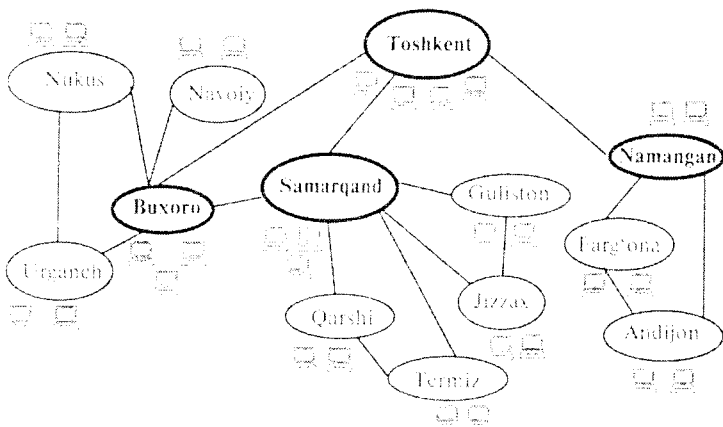 Toshkent
Nukus
Navoiy
Namangan
Samarqand
Guliston
Buxoro
Farg‘ona
Urganch
Jizzax
Qarshi
Andijon
Termiz